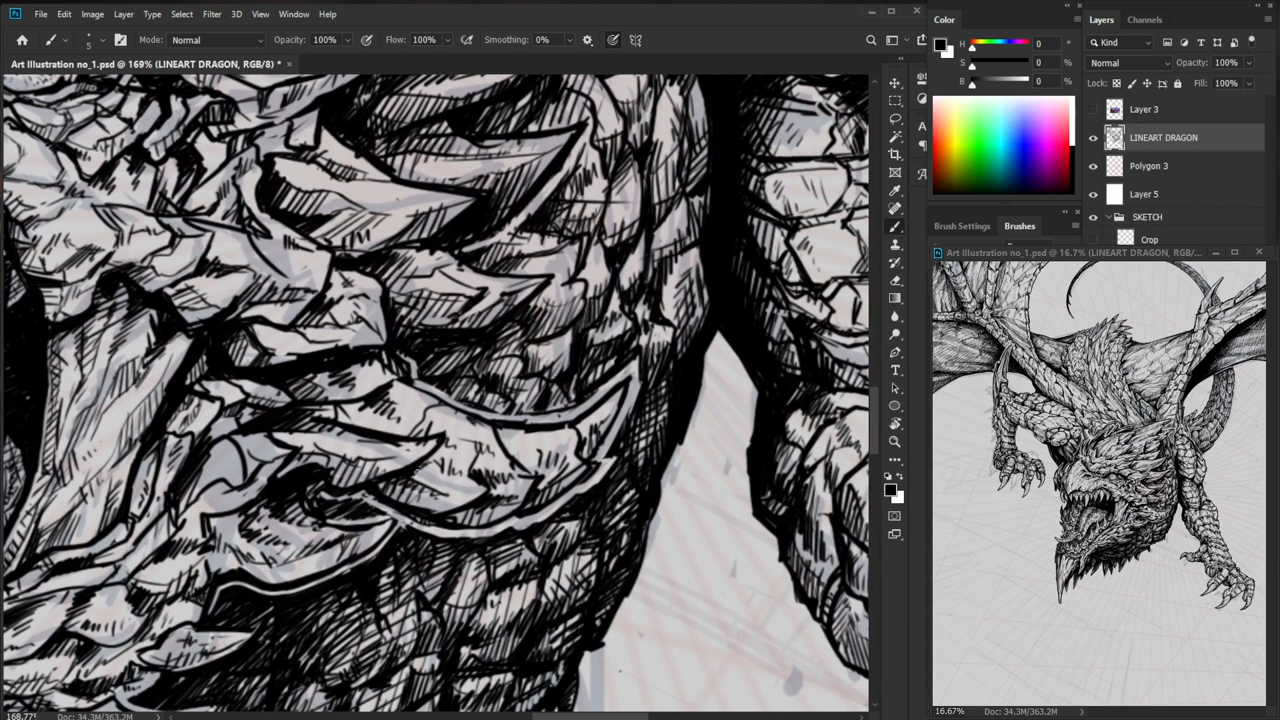 File Edit Image Layer Type Select Filter 3D View Window Help
5 Mode: Normal Opacity: 100% Flow: 100% Smoothing: 0%
Art Illustration no_1.psd @ 169% (LINEART DRAGON, RGB/8) *
168.77% Doc: 34.3M/363.2M
Color
H 0 °
S 0 %
B 0 %
Brush Settings Brushes
Layers Channels
Kind
Normal Opacity: 100%
Lock: Fill: 100%
Layer 3
LINEART DRAGON
Polygon 3
Layer 5
SKETCH
Crop
Art Illustration no_1.psd @ 16.7% (LINEART DRAGON, RGB/...
16.67% Doc: 34.3M/363.2M